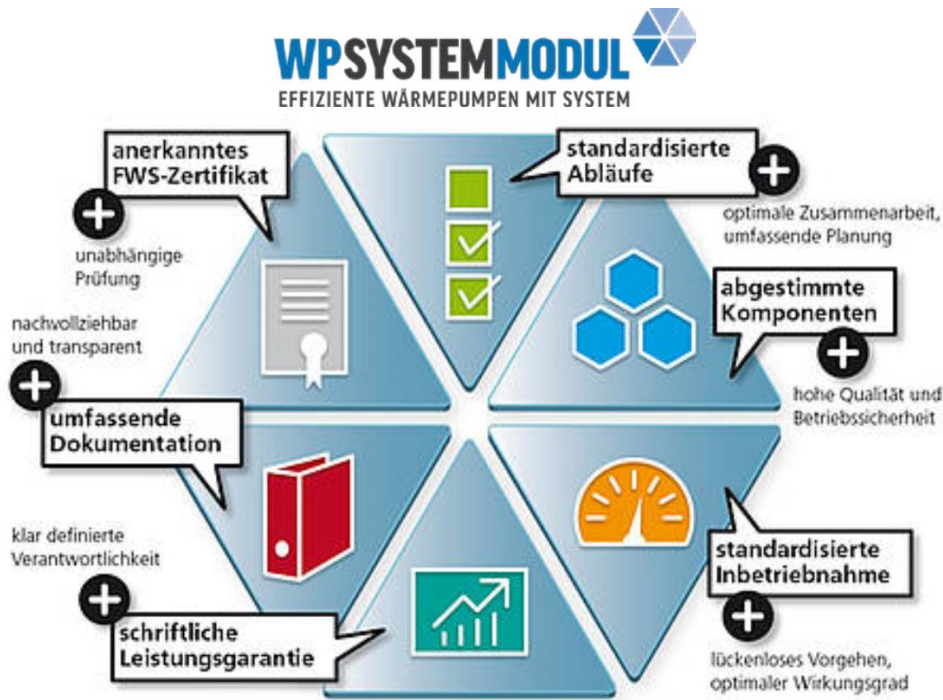 WPSYSTEMMODUL
EFFIZIENTE WÄRMEPUMPEN MIT SYSTEM
anerkanntes
FWS-Zertifikat
unabhängige
Prüfung
standardisierte
Abläufe
optimale Zusammenarbeit,
umfassende Planung
abgestimmte
Komponenten
hohe Qualität und
Betriebssicherheit
nachvollziehbar
und transparent
umfassende
Dokumentation
klar definierte
Verantwortlichkeit
schriftliche
Leistungsgarantie
standardisierte
Inbetriebnahme
lückenloses Vorgehen,
optimaler Wirkungsgrad